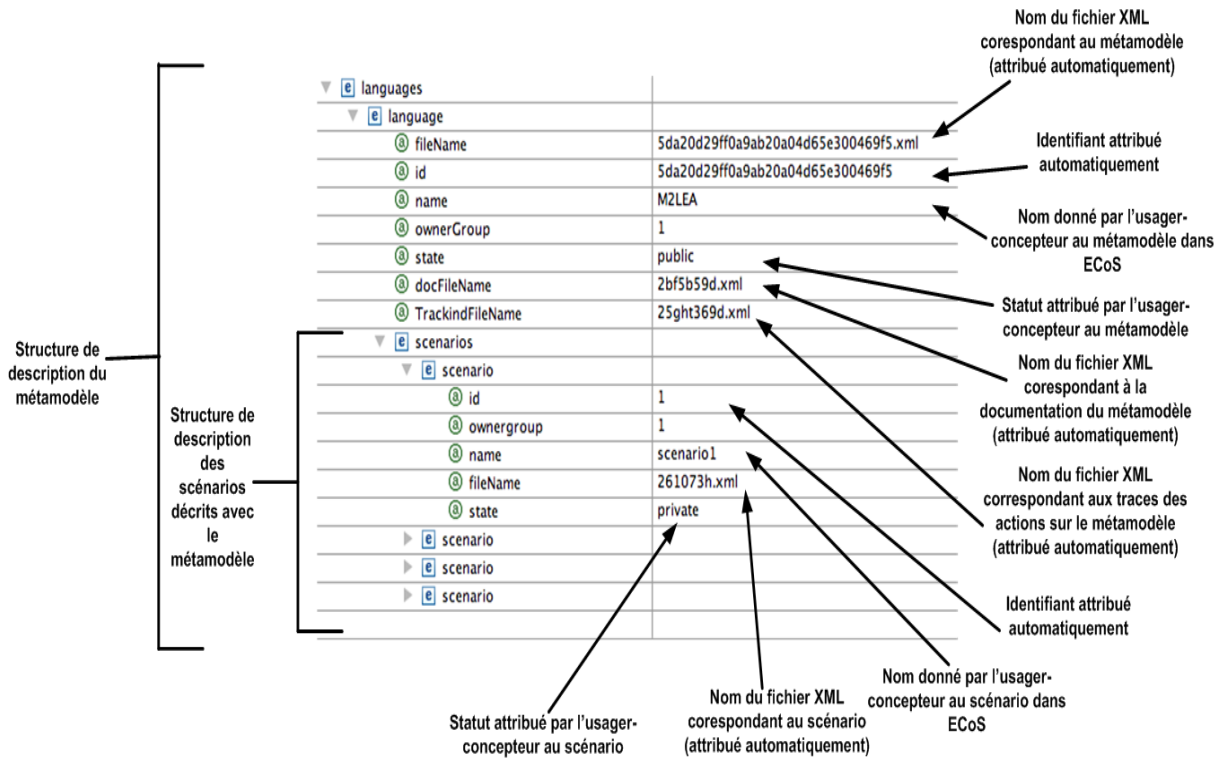 Nom du fichier XML
corespondant au métamodèle
(attribué automatiquement)
languages
language
fileName 5da20d29ff0a9ab20a04d65e300469f5.xml
id 5da20d29ff0a9ab20a04d65e300469f5
name M2LEA
ownerGroup 1
state public
docFileName 2bf5b59d.xml
TrackindFileName 25ght369d.xml
scenarios
scenario
id 1
ownergroup 1
name scenario1
fileName 261073h.xml
state private
scenario
scenario
scenario
Identifiant attribué
automatiquement
Nom donné par l'usager-
concepteur au métamodèle dans
ECoS
Statut attribué par l'usager-
concepteur au métamodèle
Nom du fichier XML
corespondant à la
documentation du métamodèle
(attribué automatiquement)
Nom du fichier XML
correspondant aux traces des
actions sur le métamodèle
(attribué automatiquement)
Identifiant attribué
automatiquement
Nom donné par l'usager-
concepteur au scénario dans
ECoS
Nom du fichier XML
corespondant au scénario
(attribué automatiquement)
Statut attribué par l'usager-
concepteur au scénario
Structure de
description du
métamodèle
Structure de
description
des
scénarios
décrits avec
le
métamodèle